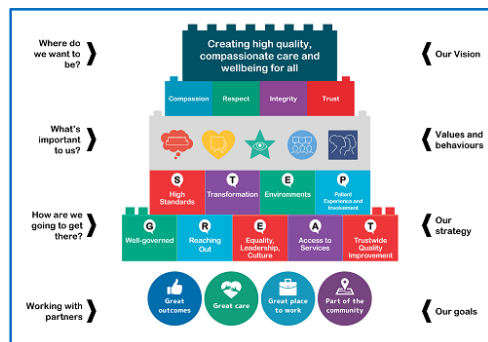 Where do
we want to
be?
Creating high quality,
compassionate care and
wellbeing for all
Our Vision
Compassion
Respect
Integrity
Trust
What's
important
to us?
Values and
behaviours
S
High
Standards
T
Transformation
E
Environments
P
Patient
Experience and
Involvement
How are we
going to get
there?
G
Well-governed
R
Reaching
Out
E
Equality,
Leadership,
Culture
A
Access to
Services
T
Trustwide
Quality
Improvement
Our
strategy
Working with
partners
Great
outcomes
Great care
Great place
to work
Part of the
community
Our goals